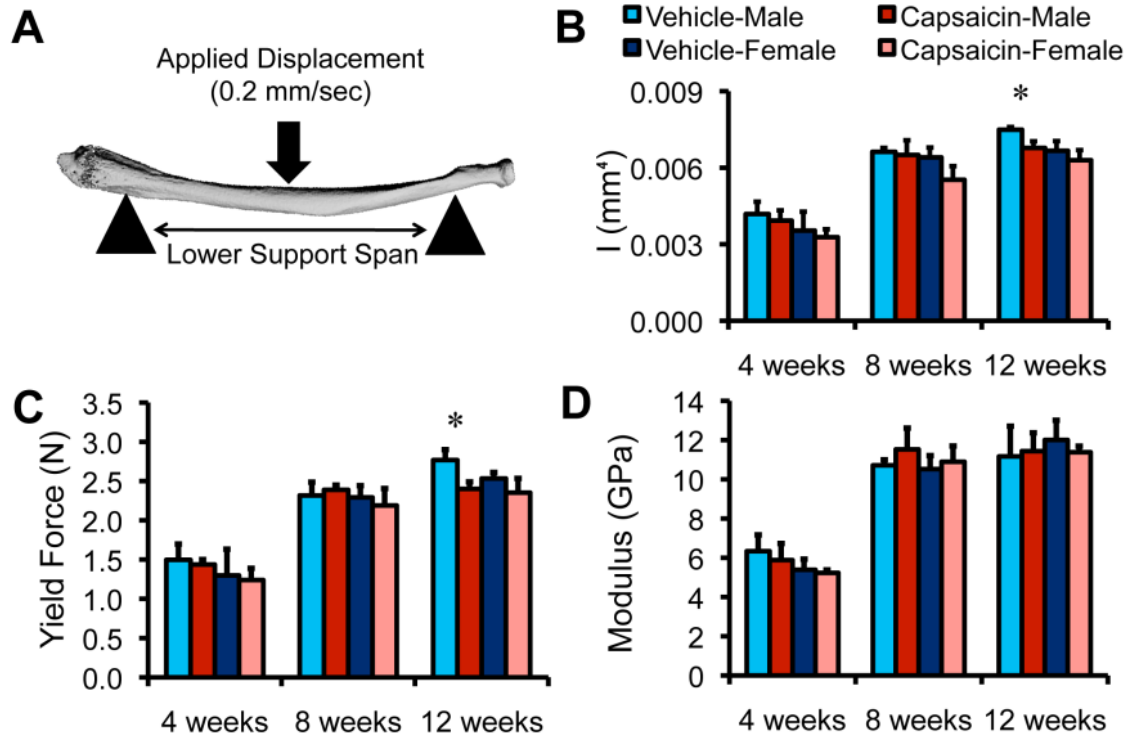 A
Applied Displacement
(0.2 mm/sec)
Lower Support Span
B
Vehicle-Male
Capsaicin-Male
Vehicle-Female
Capsaicin-Female
*
0.009
0.006
0.003
0.000
I (mm⁴)
4 weeks
8 weeks
12 weeks
C
*
3.5
3.0
2.5
2.0
1.5
1.0
0.5
0.0
Yield Force (N)
4 weeks
8 weeks
12 weeks
D
14
12
10
8
6
4
2
0
Modulus (GPa)
4 weeks
8 weeks
12 weeks